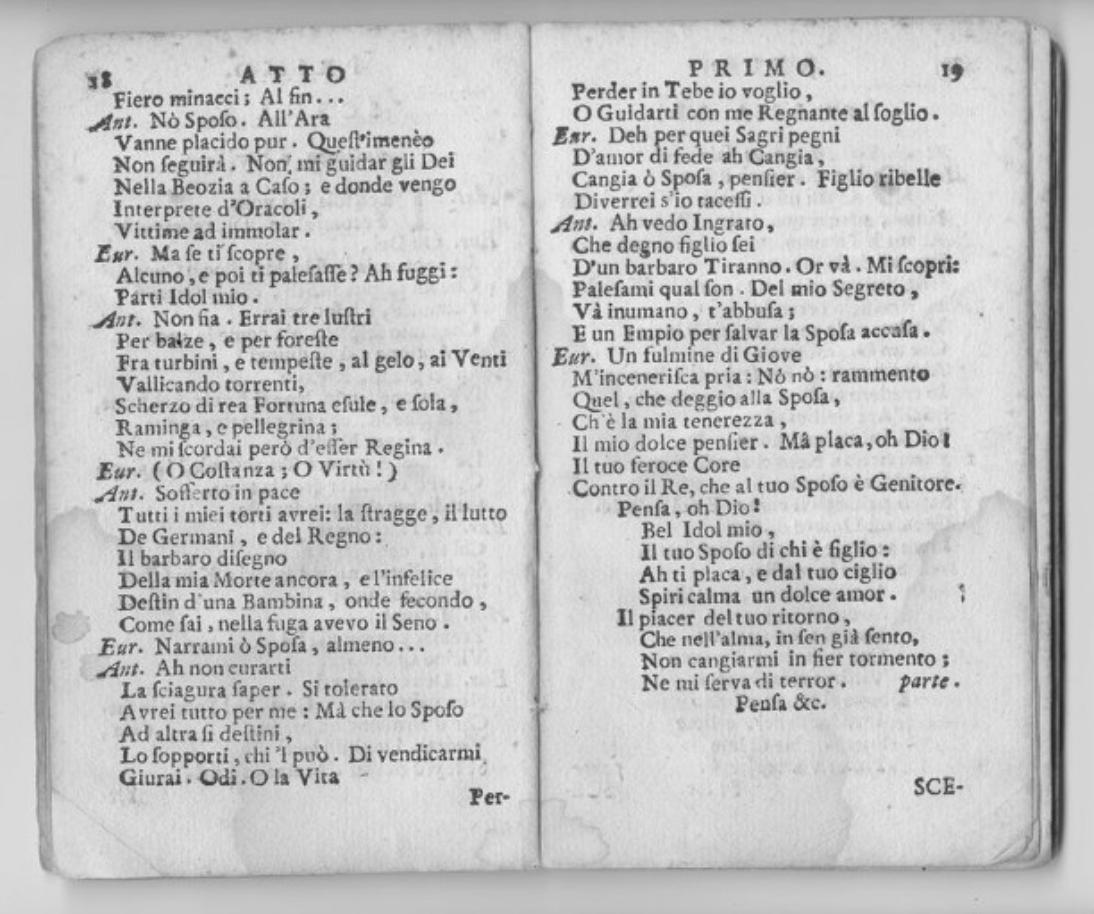 18 ATTO
Fiero minacci; Al fin...
Ant. Nò Spoſo. All'Ara
Vanne placido pur. Queſt'imenèo
Non ſeguirà. Non mi guidar gli Dei
Nella Beozia a Caſo; e donde vengo
Interprete d'Oracoli,
Vittime ad immolar.
Eur. Ma ſe ti ſcopre,
Alcuno, e poi ti paleſaſſe? Ah fuggi:
Parti Idol mio.
Ant. Non ſia. Errai tre luſtri
Per balze, e per foreſte
Fra turbini, e tempeſte, al gelo, ai Venti
Vallicando torrenti,
Scherzo di rea Fortuna eſule, e ſola,
Raminga, e pellegrina;
Ne mi ſcordai però d'eſſer Regina.
Eur. (O Coſtanza; O Virtù!)
Ant. Sofferto in pace
Tutti i miei torti avrei: la ſtragge, il lutto
De Germani, e del Regno:
Il barbaro diſegno
Della mia Morte ancora, e l'infelice
Deſtin d'una Bambina, onde fecondo,
Come ſai, nella fuga avevo il Seno.
Eur. Narrami ò Spoſa, almeno...
Ant. Ah non curarti
La ſciagura ſaper. Si tolerato
Avrei tutto per me: Mà che lo Spoſo
Ad altra ſi deſtini,
Lo ſopporti, chi 'l può. Di vendicarmi
Giurai. Odi. O la Vita
Per-
PRIMO. 19
Perder in Tebe io voglio,
O Guidarti con me Regnante al ſoglio.
Eur. Deh per quei Sagri pegni
D'amor di fede ah Cangia,
Cangia ò Spoſa, penſier. Figlio ribelle
Diverrei s'io taceſſi.
Ant. Ah vedo Ingrato,
Che degno figlio ſei
D'un barbaro Tiranno. Or và. Mi ſcopri:
Paleſami qual ſon. Del mio Segreto,
Và inumano, t'abbuſa;
E un Empio per ſalvar la Spoſa accuſa.
Eur. Un fulmine di Giove
M'inceneriſca pria: Nò nò: rammento
Quel, che deggio alla Spoſa,
Ch'è la mia tenerezza,
Il mio dolce penſier. Mà placa, oh Dio!
Il tuo feroce Core
Contro il Re, che al tuo Spoſo è Genitore.
Penſa, oh Dio!
Bel Idol mio,
Il tuo Spoſo di chi è figlio:
Ah ti placa, e dal tuo ciglio
Spiri calma un dolce amor.
Il piacer del tuo ritorno,
Che nell'alma, in ſen già ſento,
Non cangiarmi in fier tormento;
Ne mi ſerva di terror. parte.
Penſa &c.
SCE-